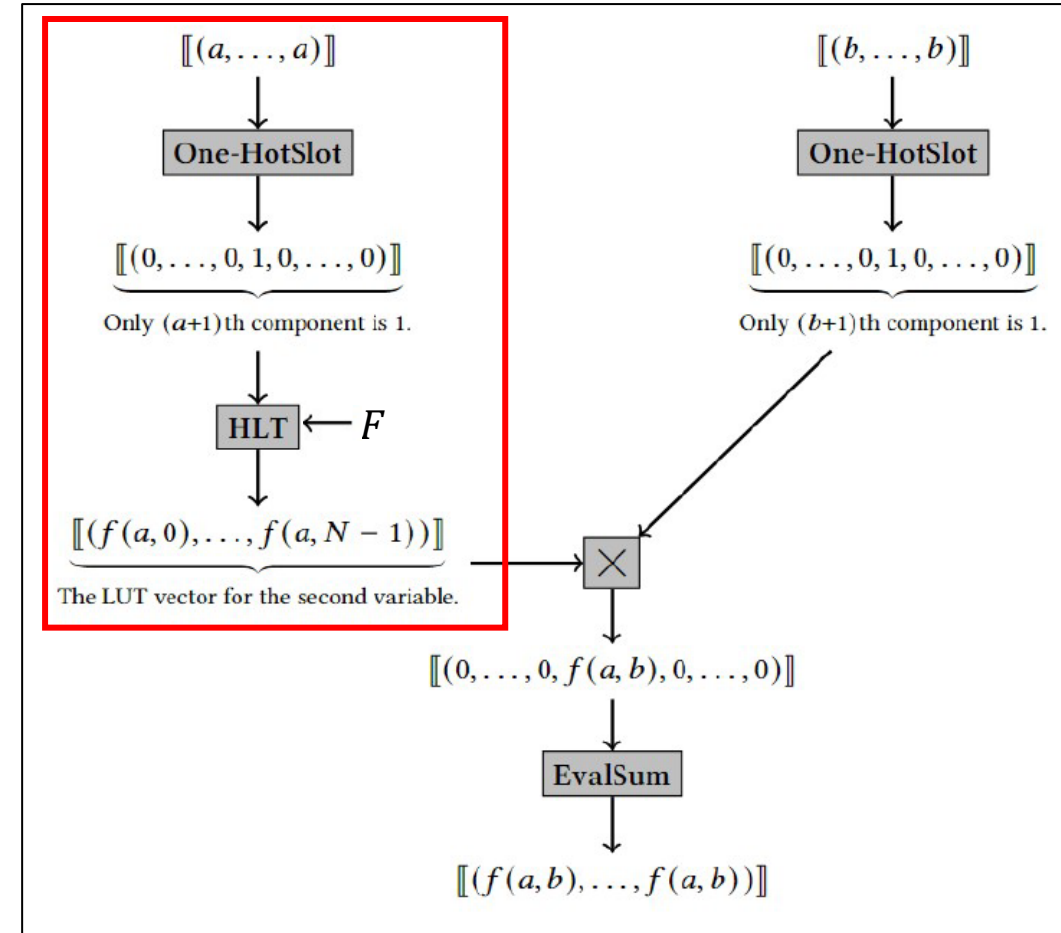 ⟦(a, . . . , a)⟧
One-HotSlot
⟦(0, . . . , 0, 1, 0, . . . , 0)⟧
Only (a+1)th component is 1.
HLT
F
⟦(f(a, 0), . . . , f(a, N − 1))⟧
The LUT vector for the second variable.
⟦(b, . . . , b)⟧
One-HotSlot
⟦(0, . . . , 0, 1, 0, . . . , 0)⟧
Only (b+1)th component is 1.
×
⟦(0, . . . , 0, f(a, b), 0, . . . , 0)⟧
EvalSum
⟦(f(a, b), . . . , f(a, b))⟧